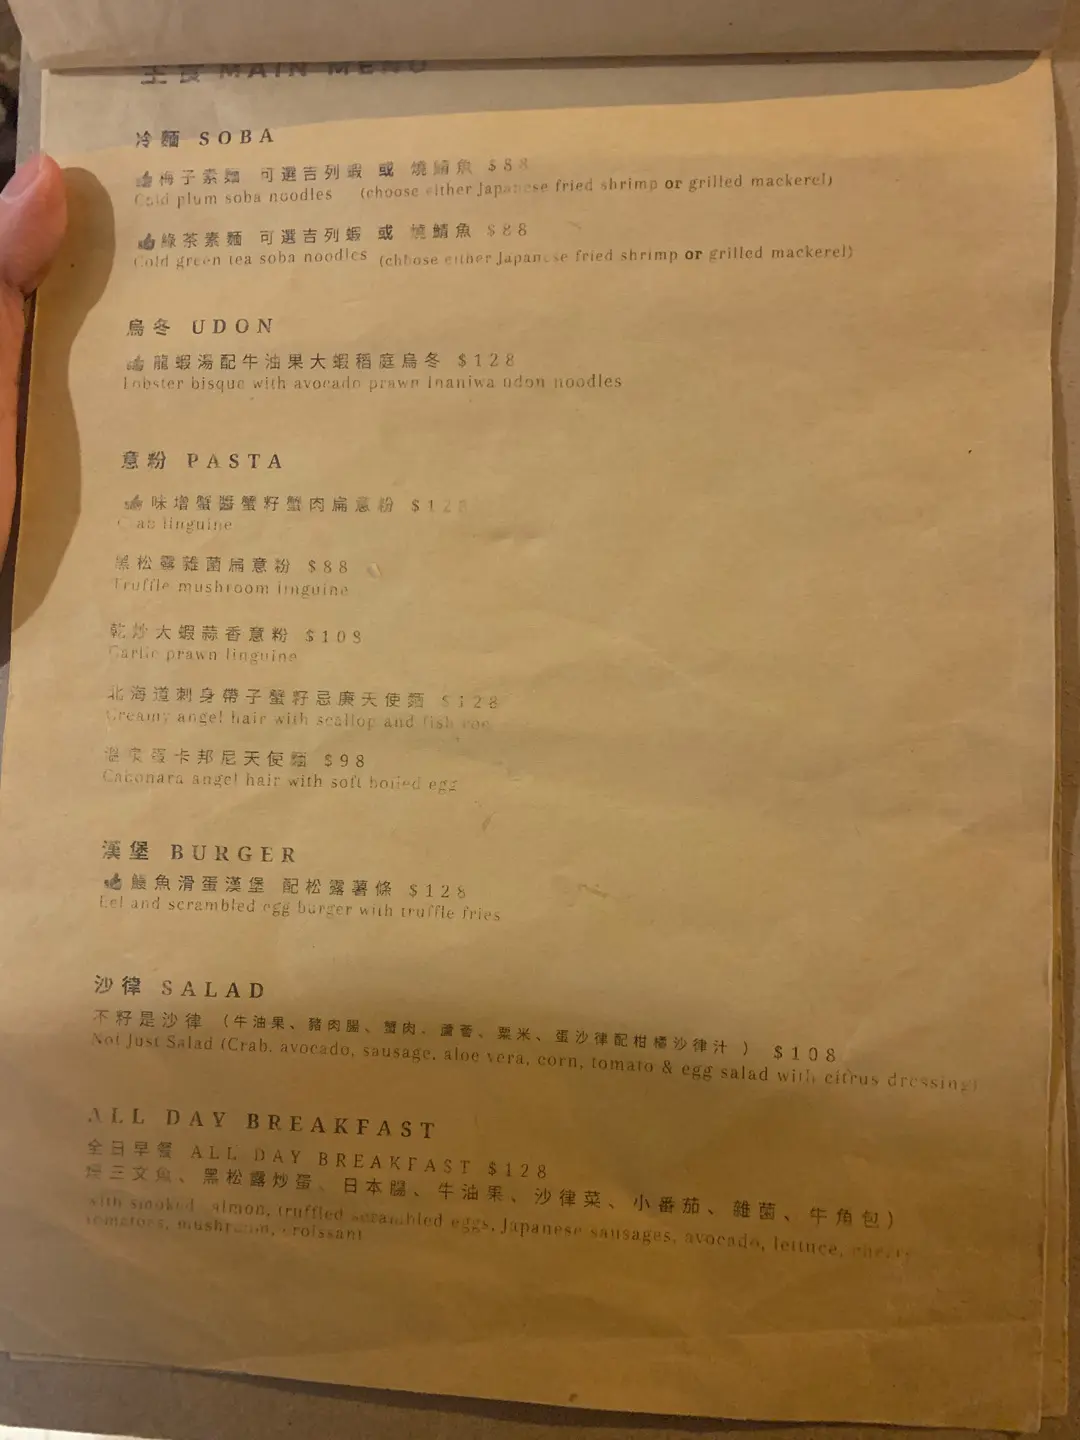 主食 MAIN MENU
冷麵 SOBA
梅子素麵 可選吉列蝦 或 燒鯖魚 $88
Cold plum soba noodles (choose either Japanese fried shrimp or grilled mackerel)
綠茶素麵 可選吉列蝦 或 燒鯖魚 $88
Cold green tea soba noodles (choose either Japanese fried shrimp or grilled mackerel)
烏冬 UDON
龍蝦湯配牛油果大蝦稻庭烏冬 $128
Lobster bisque with avocado prawn Inaniwa udon noodles
意粉 PASTA
味增蟹醬蟹籽蟹肉扁意粉 $128
Crab linguine
黑松露雜菌扁意粉 $88
Truffle mushroom linguine
乾炒大蝦蒜香意粉 $108
Garlic prawn linguine
北海道刺身帶子蟹籽忌廉天使麵 $128
Creamy angel hair with scallop and fish roe
溫泉蛋卡邦尼天使麵 $98
Cabonara angel hair with soft boiled egg
漢堡 BURGER
鰻魚滑蛋漢堡 配松露薯條 $128
Eel and scrambled egg burger with truffle fries
沙律 SALAD
不籽是沙律 (牛油果、豬肉腸、蟹肉、蘆薈、粟米、蛋沙律配柑橘沙律汁 ) $108
Not Just Salad (Crab, avocado, sausage, aloe vera, corn, tomato & egg salad with citrus dressing)
ALL DAY BREAKFAST
全日早餐 ALL DAY BREAKFAST $128
煙三文魚、黑松露炒蛋、日本腸、牛油果、沙律菜、小番茄、雜菌、牛角包)
with smoked salmon, truffled scrambled eggs, Japanese sausages, avocado, lettuce, cherry
tomatoes, mushroom, croissant